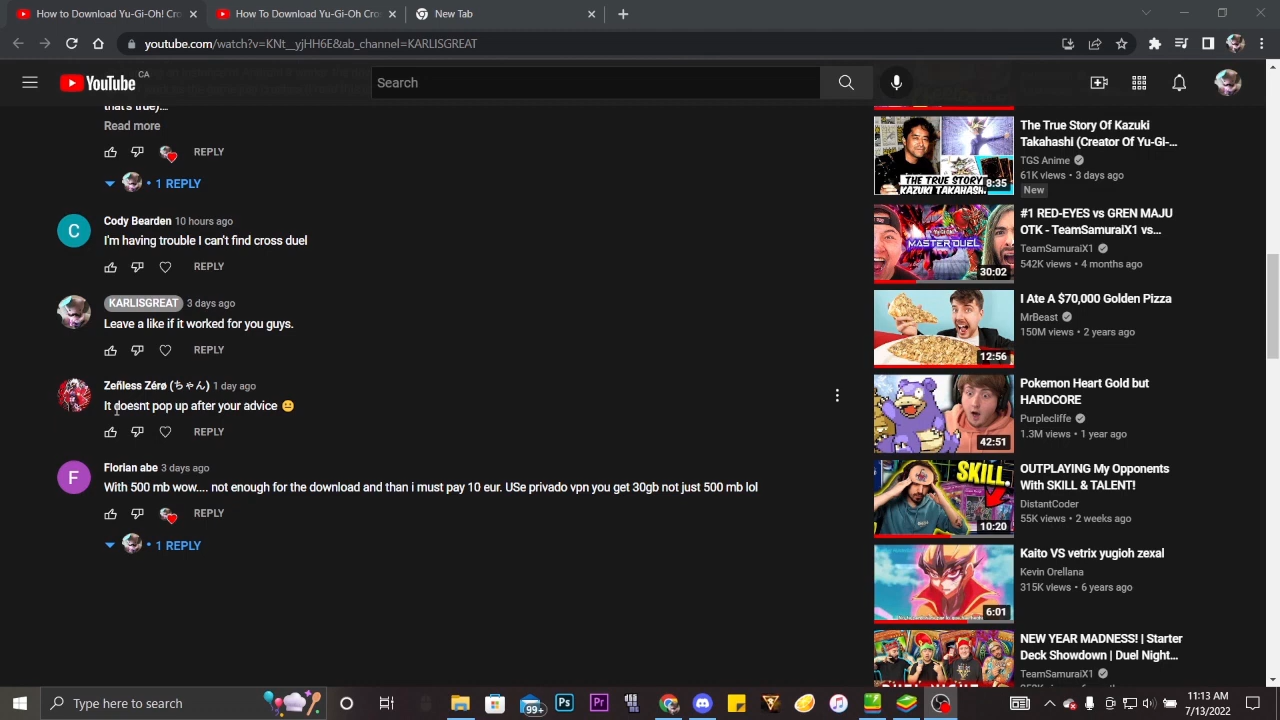 How to Download Yu-Gi-Oh! Cro
How To Download Yu-Gi-Oh Cro
New Tab
youtube.com/watch?v=KNt__yjHH6E&ab_channel=KARLISGREAT
YouTube CA
Search
that's true)....
Read more
REPLY
1 REPLY
Cody Bearden 10 hours ago
I'm having trouble I can't find cross duel
REPLY
KARLISGREAT 3 days ago
Leave a like if it worked for you guys.
REPLY
Zeñless Zérø (ちゃん) 1 day ago
It doesnt pop up after your advice 😐
REPLY
Florian abe 3 days ago
With 500 mb wow.... I cannout end the download and than i must pay 10 eur. USe privado vpn you get 30gb not just 500 mb lol
REPLY
1 REPLY
THE TRUE STORY
KAZUKI TAKAHASHI
8:35
The True Story Of Kazuki
Takahashi (Creator Of Yu-Gi-...
TGS Anime
61K views • 3 days ago
New
MASTER DUEL
30:02
#1 RED-EYES vs GREN MAJU
OTK - TeamSamuraiX1 vs...
TeamSamuraiX1
542K views • 4 months ago
12:56
I Ate A $70,000 Golden Pizza
MrBeast
150M views • 2 years ago
42:51
Pokemon Heart Gold but
HARDCORE
Purplecliffe
1.3M views • 1 year ago
SKILL.
10:20
OUTPLAYING My Opponents
With SKILL & TALENT!
DistantCoder
55K views • 2 weeks ago
6:01
Kaito VS vetrix yugioh zexal
Kevin Orellana
315K views • 6 years ago
NEW YEAR MADNESS! | Starter
Deck Showdown | Duel Night...
TeamSamuraiX1
Type here to search
99+
Ps
Pr
11:13 AM
7/13/2022